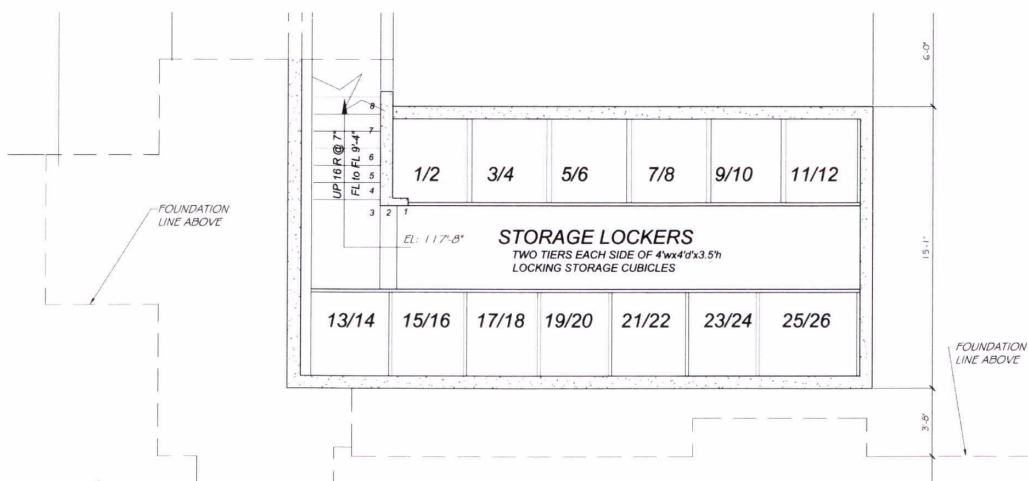 6'-0"
8
7
6
5
4
3 2 1
UP 16 R @ 7"
FL to FL 9'-4"
1/2 3/4 5/6 7/8 9/10 11/12
FOUNDATION
LINE ABOVE
EL: 117'-8"
STORAGE LOCKERS
TWO TIERS EACH SIDE OF 4'wx4'd'x3.5'h
LOCKING STORAGE CUBICLES
15'-1"
13/14 15/16 17/18 19/20 21/22 23/24 25/26
FOUNDATION
LINE ABOVE
3'-8"